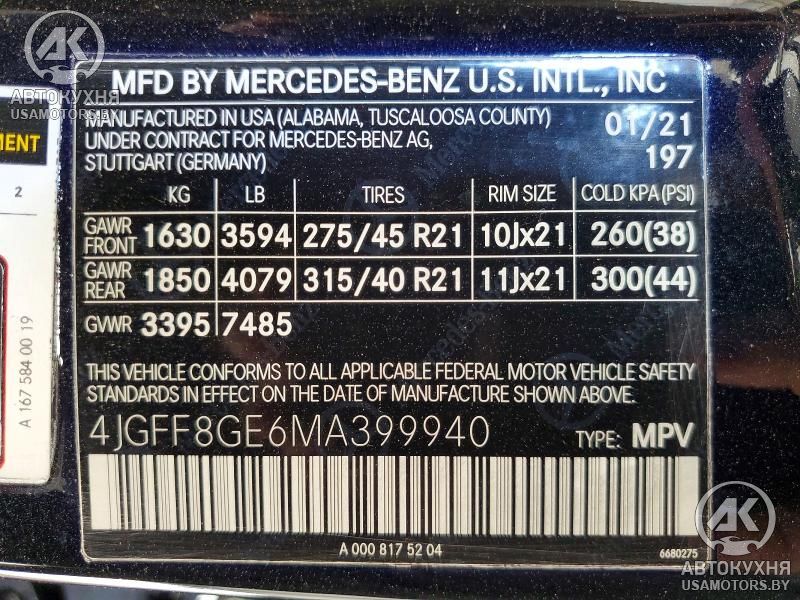 AK
АВТОКУХНЯ
USAMOTORS.BY
MENT
2
A 167 584 00 19
MFD BY MERCEDES-BENZ U.S. INTL., INC
MANUFACTURED IN USA (ALABAMA, TUSCALOOSA COUNTY) 01/21
UNDER CONTRACT FOR MERCEDES-BENZ AG,
STUTTGART (GERMANY) 197
KG LB TIRES RIM SIZE COLD KPA(PSI)
GAWR FRONT 1630 3594 275/45 R21 10Jx21 260(38)
GAWR REAR 1850 4079 315/40 R21 11Jx21 300(44)
GVWR 3395 7485
THIS VEHICLE CONFORMS TO ALL APPLICABLE FEDERAL MOTOR VEHICLE SAFETY
STANDARDS IN EFFECT ON THE DATE OF MANUFACTURE SHOWN ABOVE.
4JGFF8GE6MA399940 TYPE: MPV
A 000 817 52 04 6680275
AK
АВТОКУХНЯ
USAMOTORS.BY